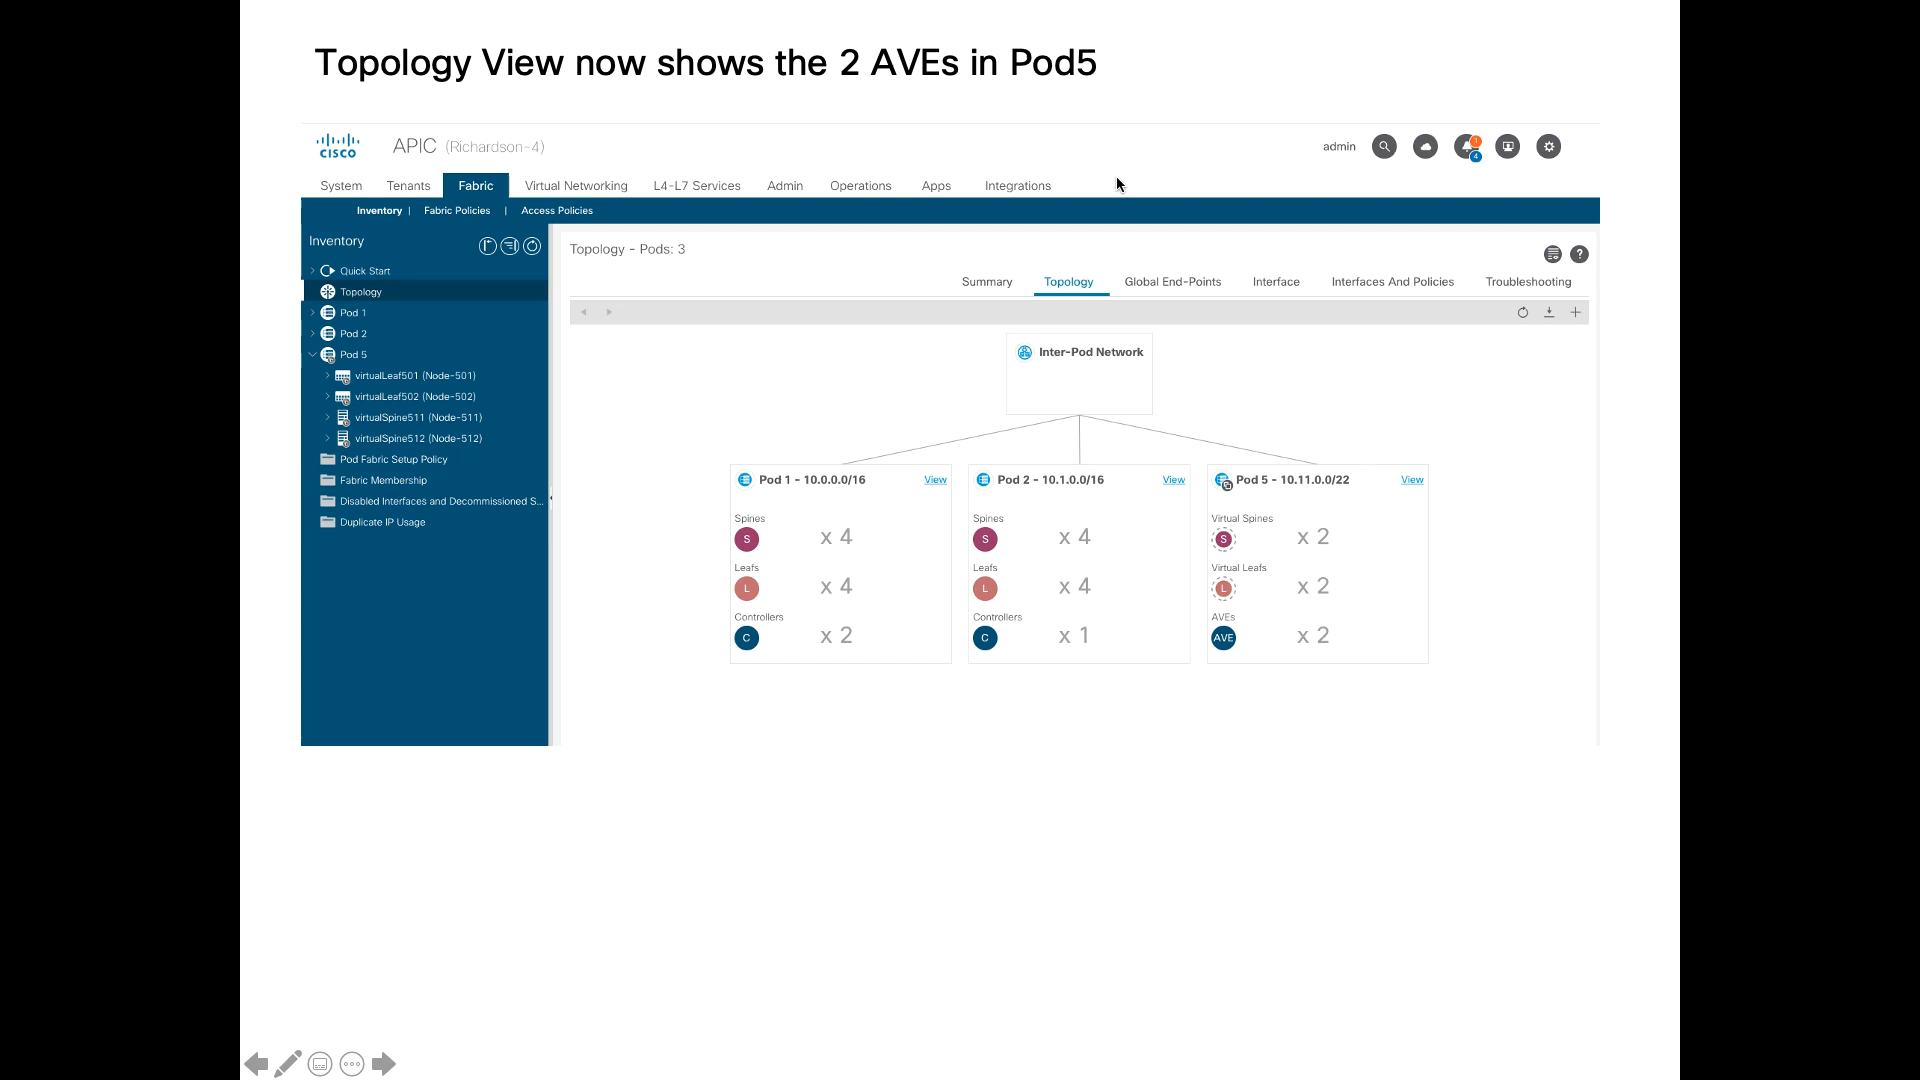 Topology View now shows the 2 AVEs in Pod5
CISCO
APIC (Richardson-4)
admin
1
4
System Tenants Fabric Virtual Networking L4-L7 Services Admin Operations Apps Integrations
Inventory | Fabric Policies | Access Policies
Inventory
Quick Start
Topology
Pod 1
Pod 2
Pod 5
virtualLeaf501 (Node-501)
virtualLeaf502 (Node-502)
virtualSpine511 (Node-511)
virtualSpine512 (Node-512)
Pod Fabric Setup Policy
Fabric Membership
Disabled Interfaces and Decommissioned S...
Duplicate IP Usage
Topology - Pods: 3
?
Summary Topology Global End-Points Interface Interfaces And Policies Troubleshooting
Inter-Pod Network
Pod 1 - 10.0.0.0/16 View
Spines
S x 4
Leafs
L x 4
Controllers
C x 2
Pod 2 - 10.1.0.0/16 View
Spines
S x 4
Leafs
L x 4
Controllers
C x 1
Pod 5 - 10.11.0.0/22 View
Virtual Spines
S x 2
Virtual Leafs
L x 2
AVEs
AVE x 2